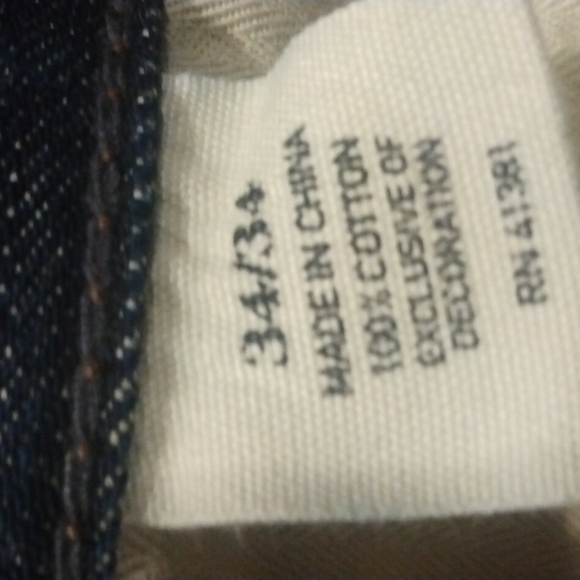 34/34
MADE IN CHINA
100% COTTON
EXCLUSIVE OF
DECORATION
RN 41381